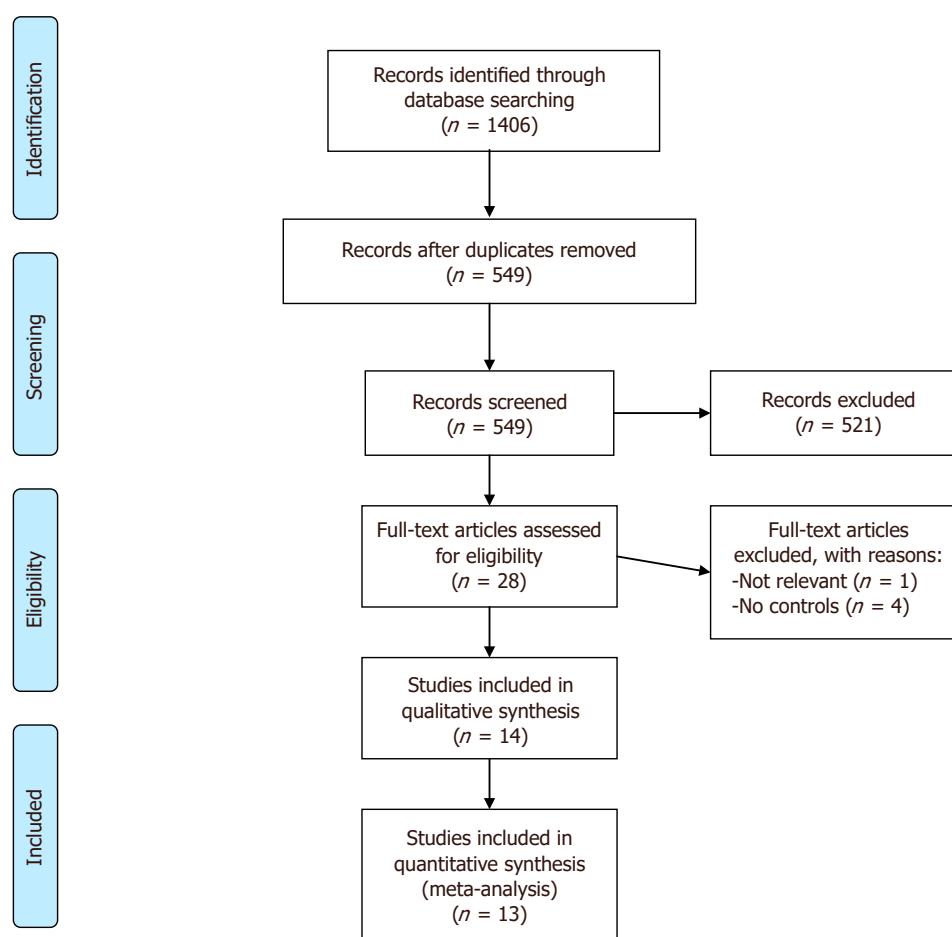 Identification
Records identified through
database searching
(n = 1406)
Records after duplicates removed
(n = 549)
Screening
Records screened
(n = 549)
Records excluded
(n = 521)
Eligibility
Full-text articles assessed
for eligibility
(n = 28)
Full-text articles
excluded, with reasons:
-Not relevant (n = 1)
-No controls (n = 4)
Studies included in
qualitative synthesis
(n = 14)
Included
Studies included in
quantitative synthesis
(meta-analysis)
(n = 13)